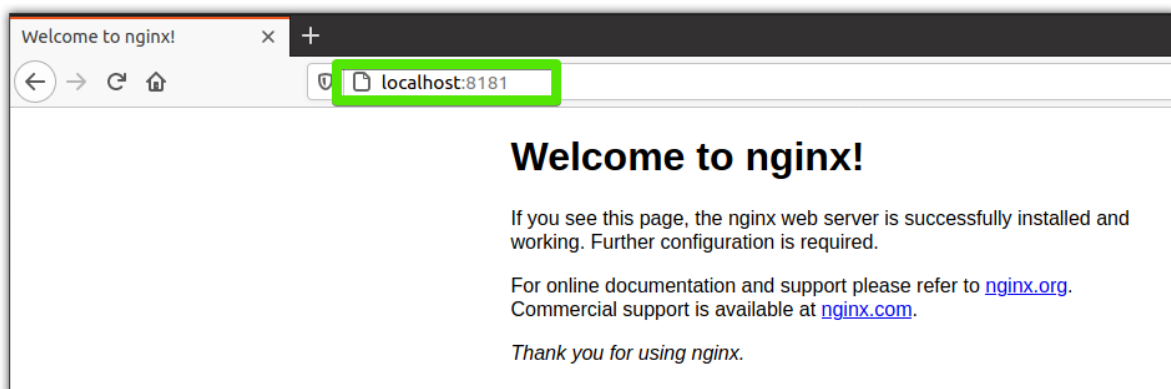 Welcome to nginx!
localhost:8181
Welcome to nginx!
If you see this page, the nginx web server is successfully installed and
working. Further configuration is required.
For online documentation and support please refer to nginx.org.
Commercial support is available at nginx.com.
Thank you for using nginx.